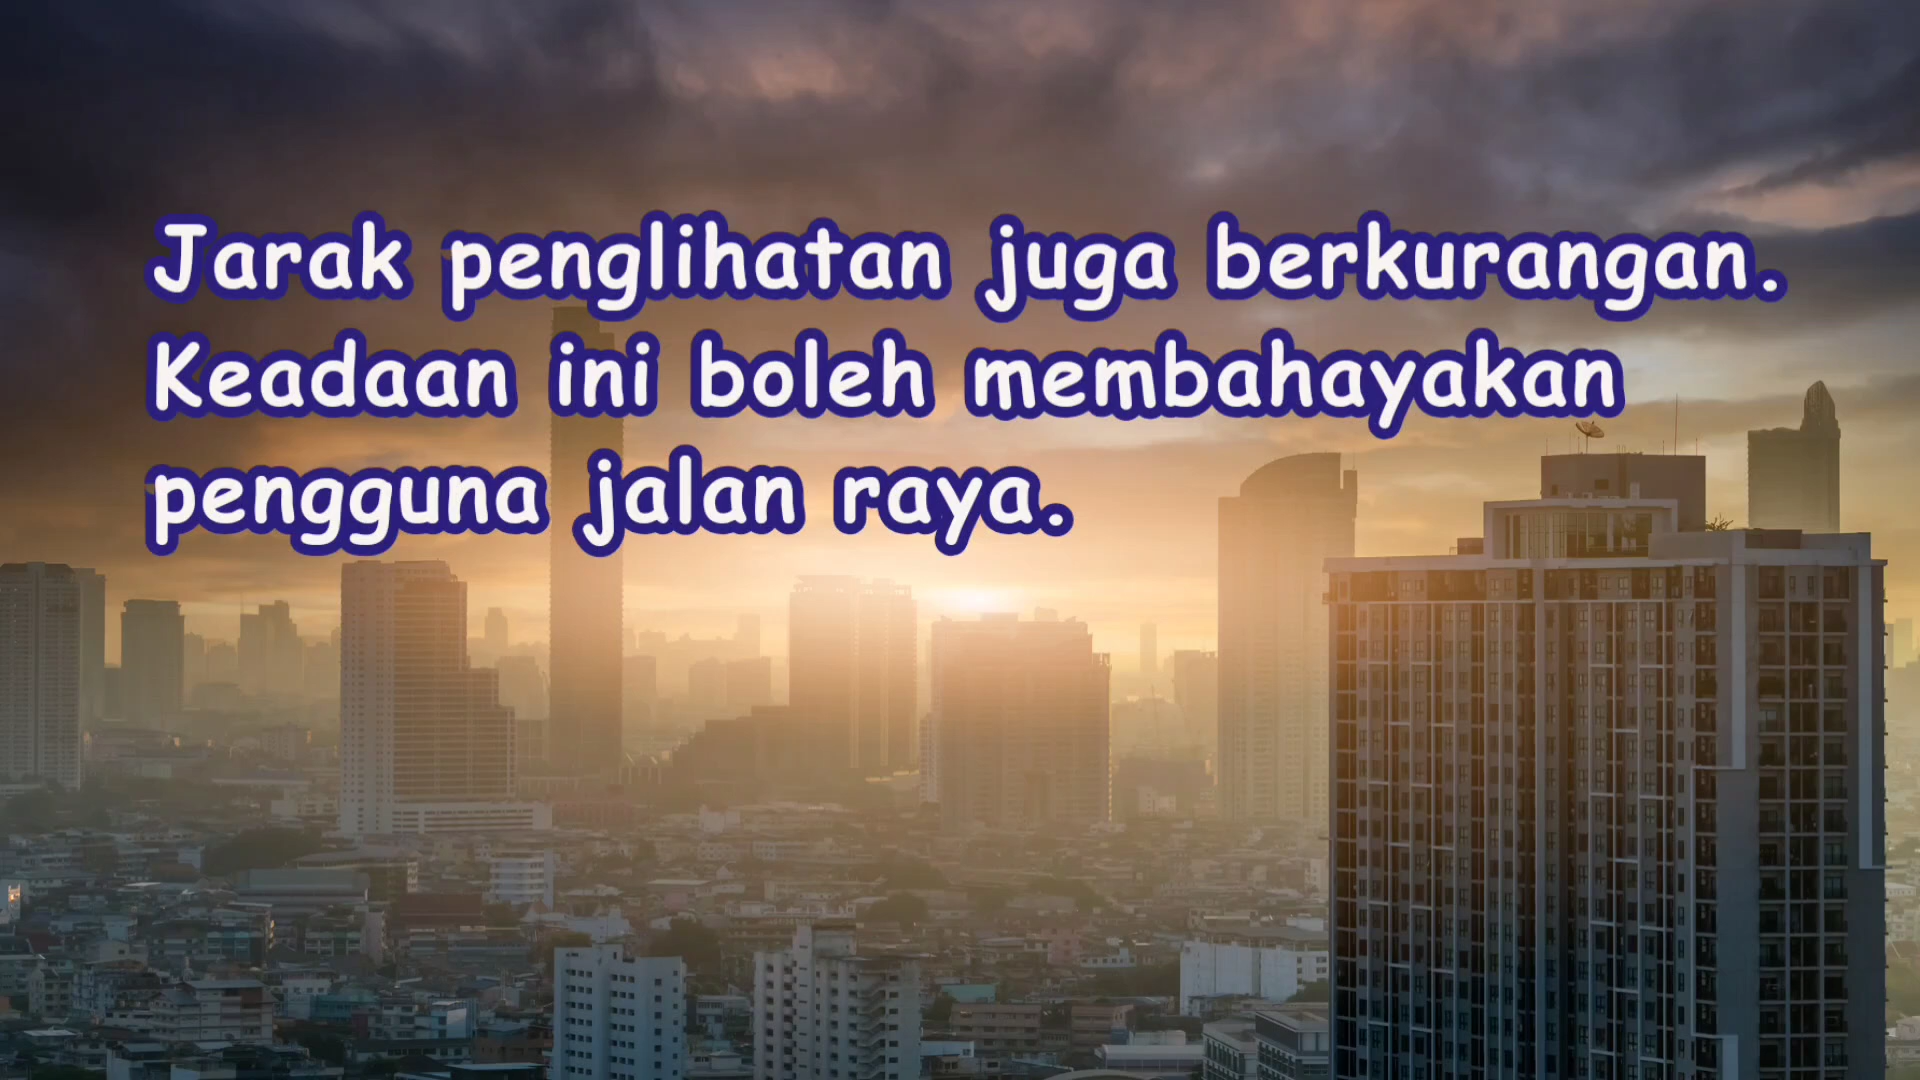 Jarak penglihatan juga berkurangan.
Keadaan ini boleh membahayakan
pengguna jalan raya.